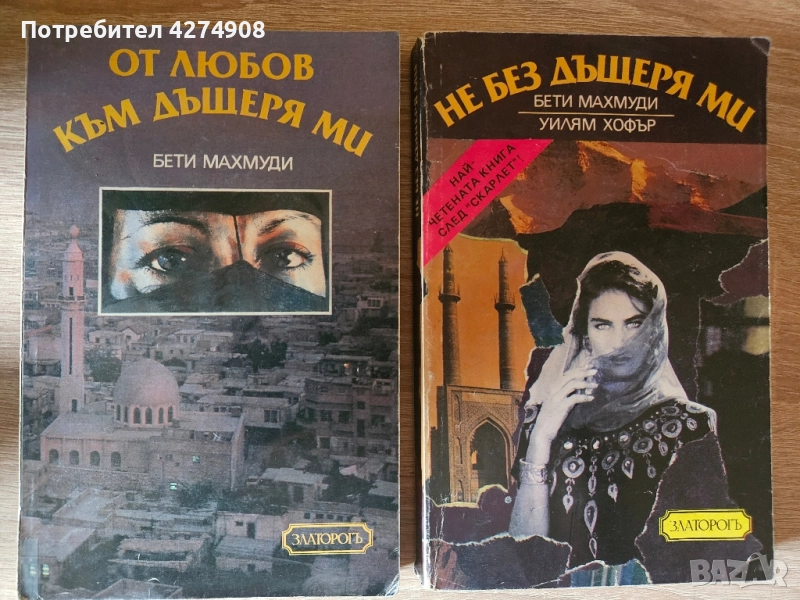 Потребител 4274908
ОТ ЛЮБОВ
КЪМ ДЪЩЕРЯ МИ
БЕТИ МАХМУДИ
ЗЛАТОРОГЪ
НЕ БЕЗ ДЪЩЕРЯ МИ
БЕТИ МАХМУДИ
УИЛЯМ ХОФЪР
НАЙ-
ЧЕТЕНАТА КНИГА
СЛЕД "СКАРЛЕТ"!
ЗЛАТОРОГЪ
BAZAR